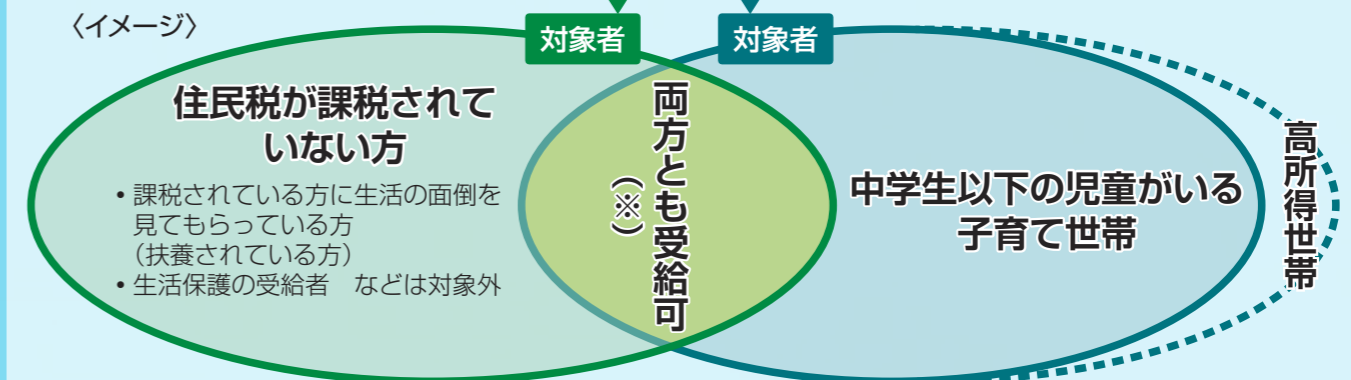 〈イメージ〉
対象者
対象者
住民税が課税されて
いない方
• 課税されている方に生活の面倒を
見てもらっている方
（扶養されている方）
• 生活保護の受給者　などは対象外
両方とも受給可
（※）
中学生以下の児童がいる
子育て世帯
高所得世帯